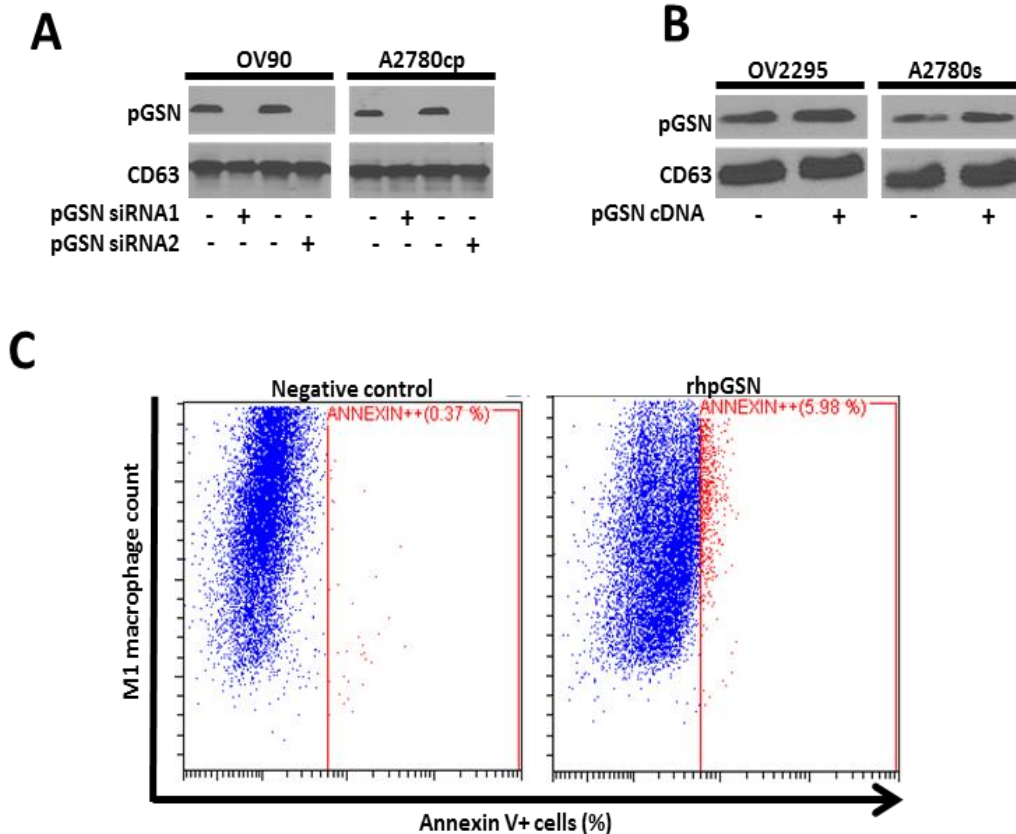 A
OV90 A2780cp
pGSN
CD63
pGSN siRNA1 - + - - - + - -
pGSN siRNA2 - - - + - - - +
B
OV2295 A2780s
pGSN
CD63
pGSN cDNA - + - +
C
Negative control rhpGSN
ANNEXIN++(0.37 %) ANNEXIN++(5.98 %)
M1 macrophage count
Annexin V+ cells (%)